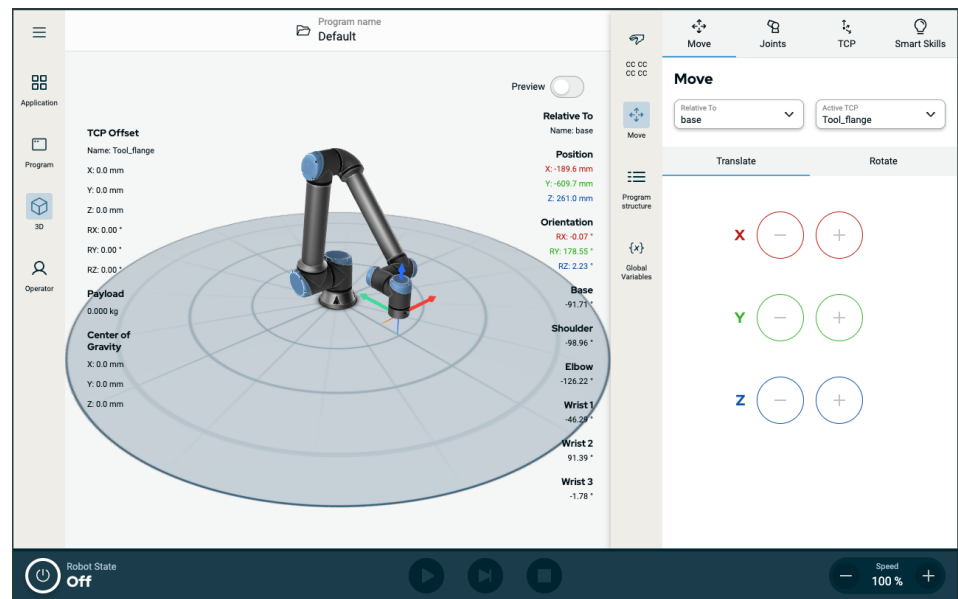 Program name
Default
Application
Program
3D
Operator
Preview
TCP Offset
Name: Tool_flange
X: 0.0 mm
Y: 0.0 mm
Z: 0.0 mm
RX: 0.00 °
RY: 0.00 °
RZ: 0.00 °
Payload
0.000 kg
Center of
Gravity
X: 0.0 mm
Y: 0.0 mm
Z: 0.0 mm
Relative To
Name: base
Position
X: -189.6 mm
Y: -609.7 mm
Z: 261.0 mm
Orientation
RX: -0.07 °
RY: 178.55 °
RZ: 2.23 °
Base
-91.71 °
Shoulder
-98.96 °
Elbow
-126.22 °
Wrist 1
-46.29 °
Wrist 2
91.39 °
Wrist 3
-1.78 °
CC CC
CC CC
Move
Program
structure
{x}
Global
Variables
Move
Joints
TCP
Smart Skills
Move
Relative To
base
Active TCP
Tool_flange
Translate
Rotate
X − +
Y − +
Z − +
Robot State
Off
Speed
− 100 % +